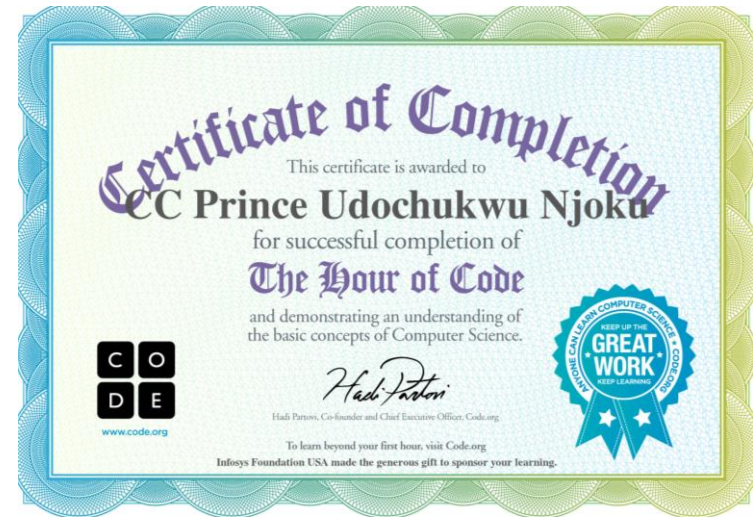 Certificate of Completion
This certificate is awarded to
CC Prince Udochukwu Njoku
for successful completion of
The Hour of Code
and demonstrating an understanding of
the basic concepts of Computer Science.
C O
D E
www.code.org
Hadi Partovi
Hadi Partovi, Co-founder and Chief Executive Officer, Code.org
To learn beyond your first hour, visit Code.org
Infosys Foundation USA made the generous gift to sponsor your learning.
ANYONE CAN LEARN COMPUTER SCIENCE • CODE.ORG
KEEP UP THE
GREAT
WORK
KEEP LEARNING